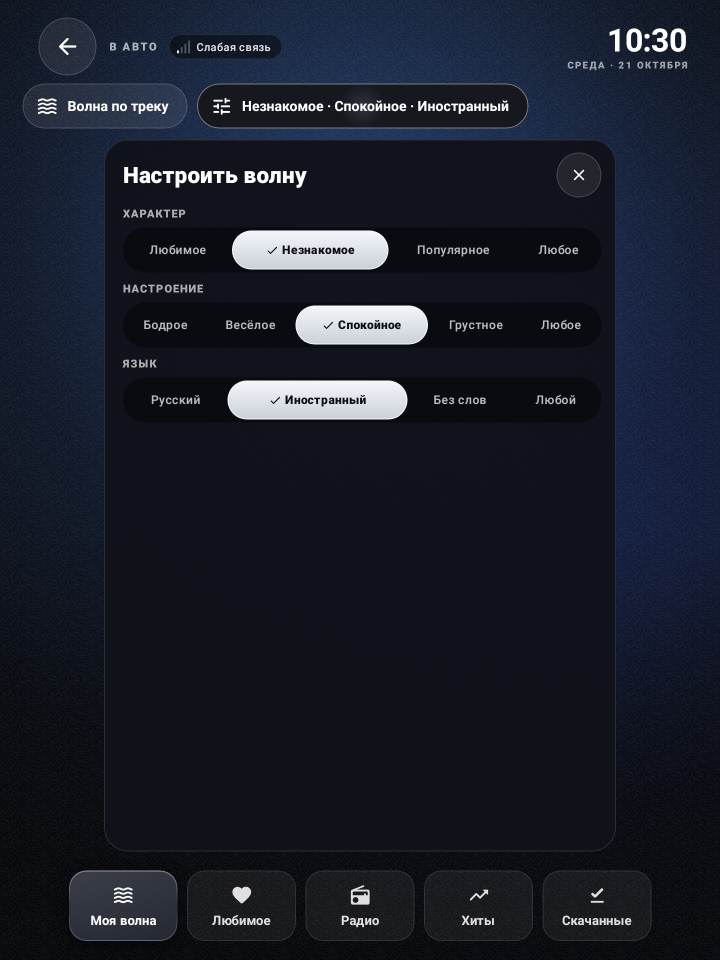 В АВТО
Слабая связь
10:30
СРЕДА · 21 ОКТЯБРЯ
Волна по треку
Незнакомое · Спокойное · Иностранный
Настроить волну
ХАРАКТЕР
Любимое Незнакомое Популярное Любое
НАСТРОЕНИЕ
Бодрое Весёлое Спокойное Грустное Любое
ЯЗЫК
Русский Иностранный Без слов Любой
Моя волна Любимое Радио Хиты Скачанные